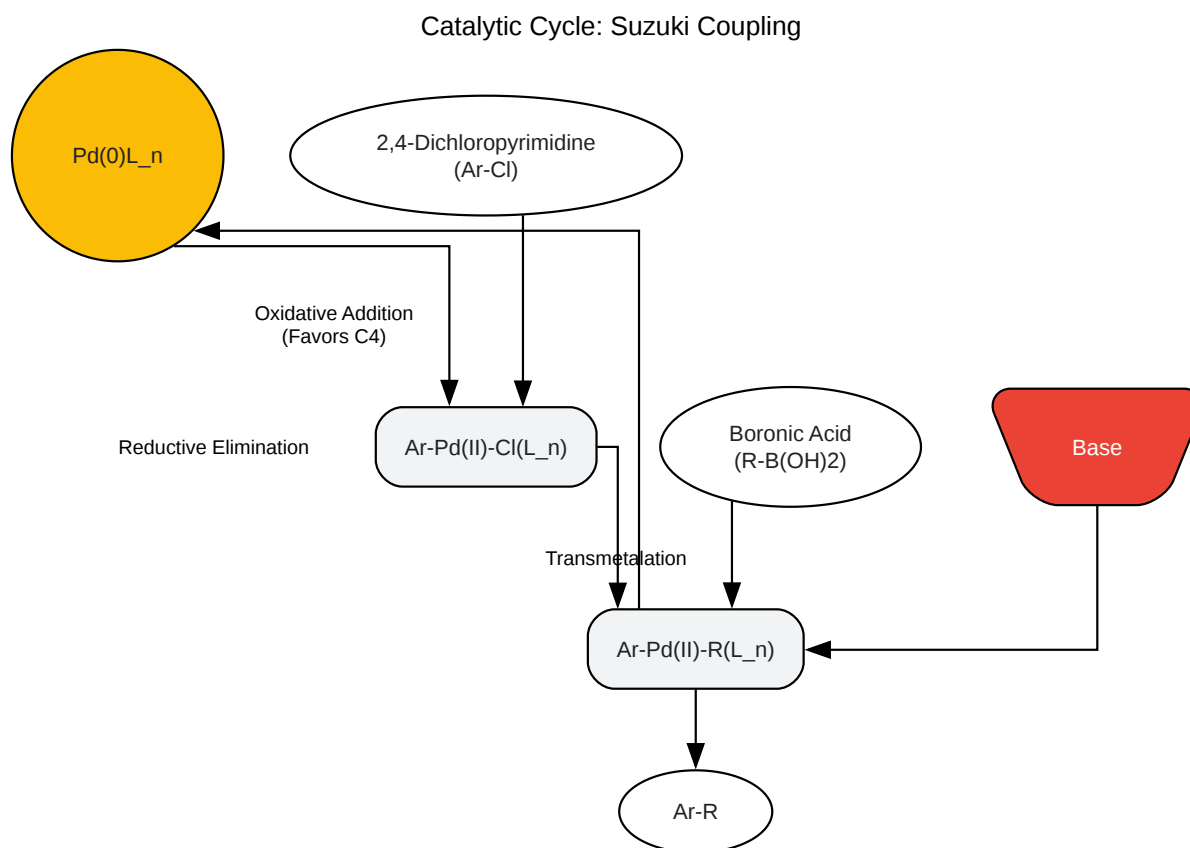 Catalytic Cycle: Suzuki Coupling
Pd(0)L_n
2,4-Dichloropyrimidine
(Ar-Cl)
Oxidative Addition
(Favors C4)
Reductive Elimination
Ar-Pd(II)-Cl(L_n)
Boronic Acid
(R-B(OH)2)
Base
Transmetalation
Ar-Pd(II)-R(L_n)
Ar-R